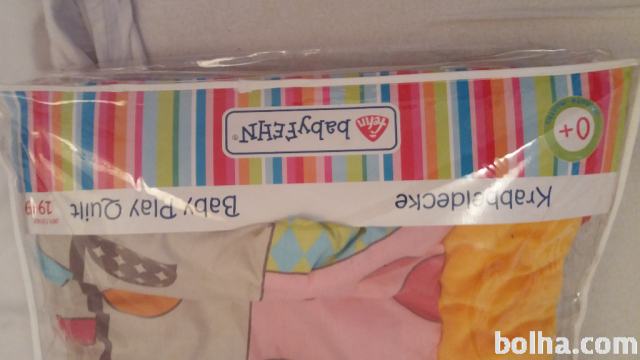 fehn babyFEHN®
0+
Krabbeldecke
Baby Play Quilt
bolha.com